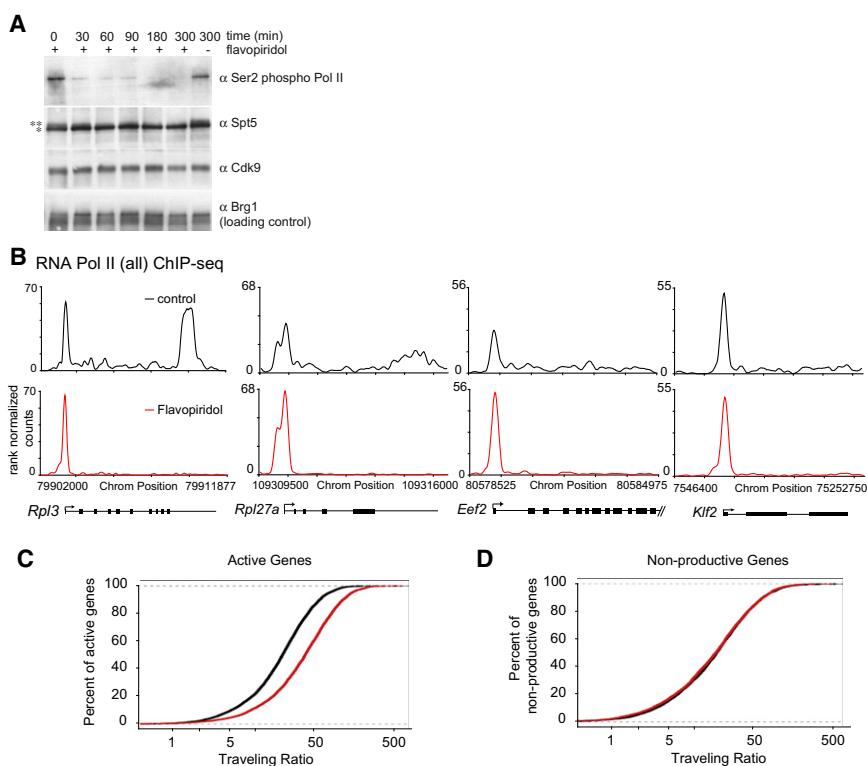 A
0 30 60 90 180 300 300 time (min)
+ + + + + + - flavopiridol
α Ser2 phospho Pol II
** α Spt5
*
α Cdk9
α Brg1
(loading control)
B RNA Pol II (all) ChIP-seq
70 68 56 55
control
0 0 0 0
70 68 56 55
Flavopiridol
rank normalized
counts
0 0 0 0
79902000 Chrom Position 79911877
109309500 Chrom Position 109316000
80578525 Chrom Position 80584975
7546400 Chrom Position 75252750
Rpl3 Rpl27a Eef2 // Klf2
C Active Genes
Percent of active genes
100
80
60
40
20
0
1 5 50 500
Traveling Ratio
D Non-productive Genes
Percent of
non-productive genes
100
80
60
40
20
0
1 5 50 500
Traveling Ratio